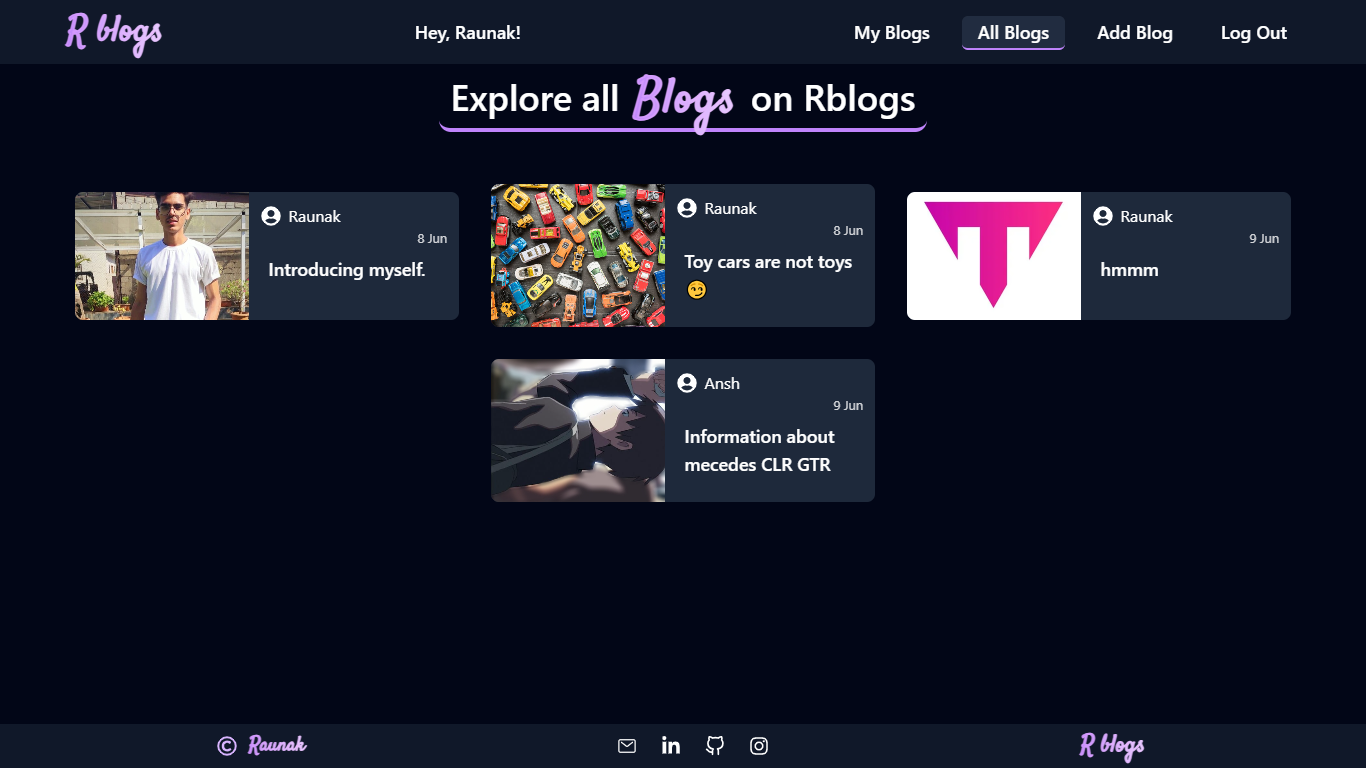 R blogs
Hey, Raunak!
My Blogs
All Blogs
Add Blog
Log Out
Explore all Blogs on Rblogs
Raunak
8 Jun
Introducing myself.
Raunak
8 Jun
Toy cars are not toys
😏
Raunak
9 Jun
hmmm
Ansh
9 Jun
Information about
mecedes CLR GTR
© Raunak
R blogs